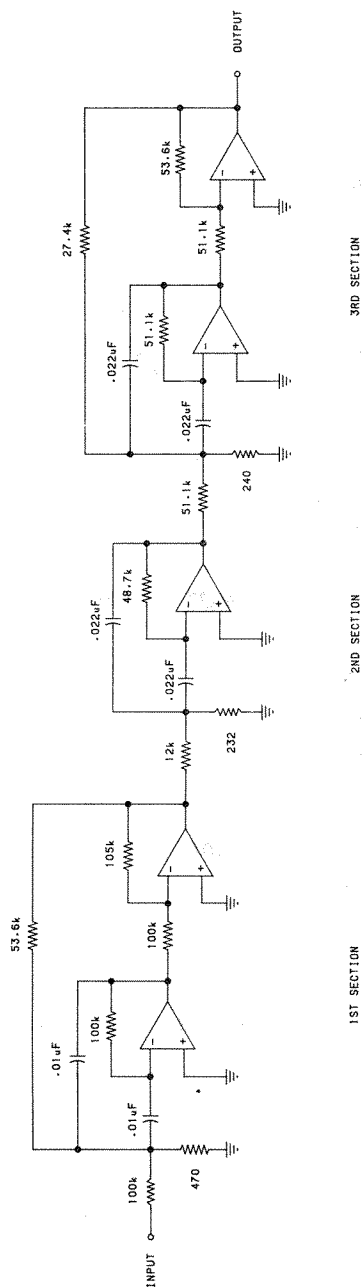 INPUT
100k
470
.01uF
.01uF
100k
-
+
53.6k
100k
105k
-
+
12k
232
.022uF
.022uF
48.7k
-
+
51.1k
240
.022uF
.022uF
51.1k
-
+
27.4k
51.1k
53.6k
-
+
OUTPUT
1ST SECTION
2ND SECTION
3RD SECTION